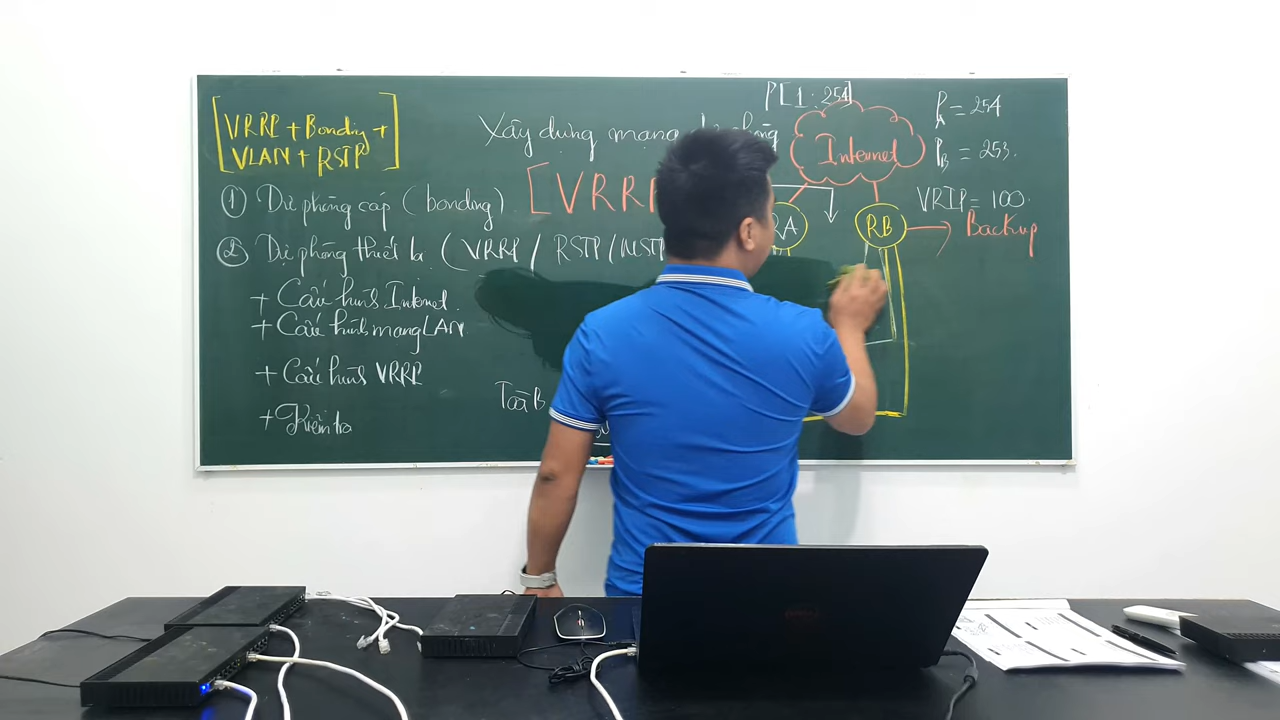 VRRP + Bonding +
VLAN + RSTP
Xây dựng mạng
① Dự phòng cáp (bonding)
② Dự phòng thiết bị (VRRP / RSTP/MSTP
+ Cấu hình Internet.
+ Cấu hình mạng LAN
+ Cấu hình VRRP
+ Kiểm tra
[VRRP
P[1:254]
Internet
RA
RB
PA = 254
PB = 253.
VRIP = 100
Backup
DELL